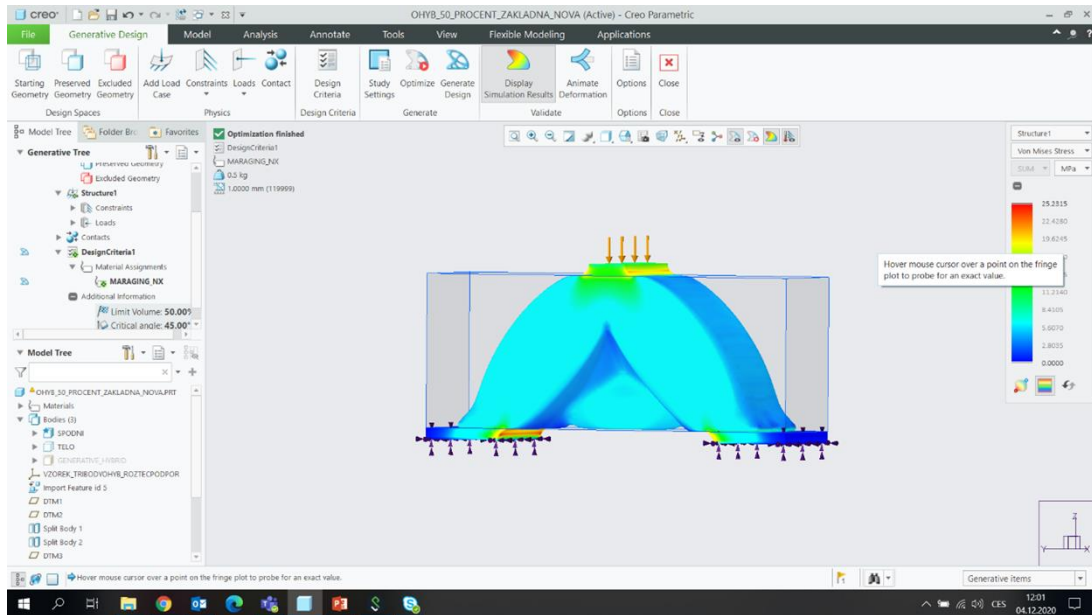 creo
OHYB_50_PROCENT_ZAKLADNA_NOVA (Active) - Creo Parametric
File Generative Design Model Analysis Annotate Tools View Flexible Modeling Applications
Starting Geometry
Preserved Geometry
Excluded Geometry
Add Load Case
Constraints
Loads
Contact
Design Criteria
Study Settings
Optimize
Generate Design
Display Simulation Results
Animate Deformation
Options
Close
Design Spaces Physics Design Criteria Generate Validate Options Close
Model Tree Folder Bro Favorites
Generative Tree
Preserved Geometry
Excluded Geometry
Structure1
Constraints
Loads
Contacts
DesignCriteria1
Material Assignments
MARAGING_NX
Additional Information
Limit Volume: 50.00%
Critical angle: 45.00°
Model Tree
OHYB_50_PROCENT_ZAKLADNA_NOVA.PRT
Materials
Bodies (3)
SPODNI
TELO
GENERATIVE_HYBRID
VZOREK_TRIBODYOHYB_ROZTECPODPOR
Import Feature id 5
DTM1
DTM2
Split Body 1
Split Body 2
DTM3
Optimization finished
DesignCriteria1
MARAGING_NX
0.5 kg
1.0000 mm (119999)
Structure1
Von Mises Stress
SUM MPa
25.2315
22.4280
19.6245
11.2140
8.4105
5.6070
2.8035
0.0000
Hover mouse cursor over a point on the fringe
plot to probe for an exact value.
Z
Y X
Hover mouse cursor over a point on the fringe plot to probe for an exact value.
Generative items
CES
12:01
04.12.2020